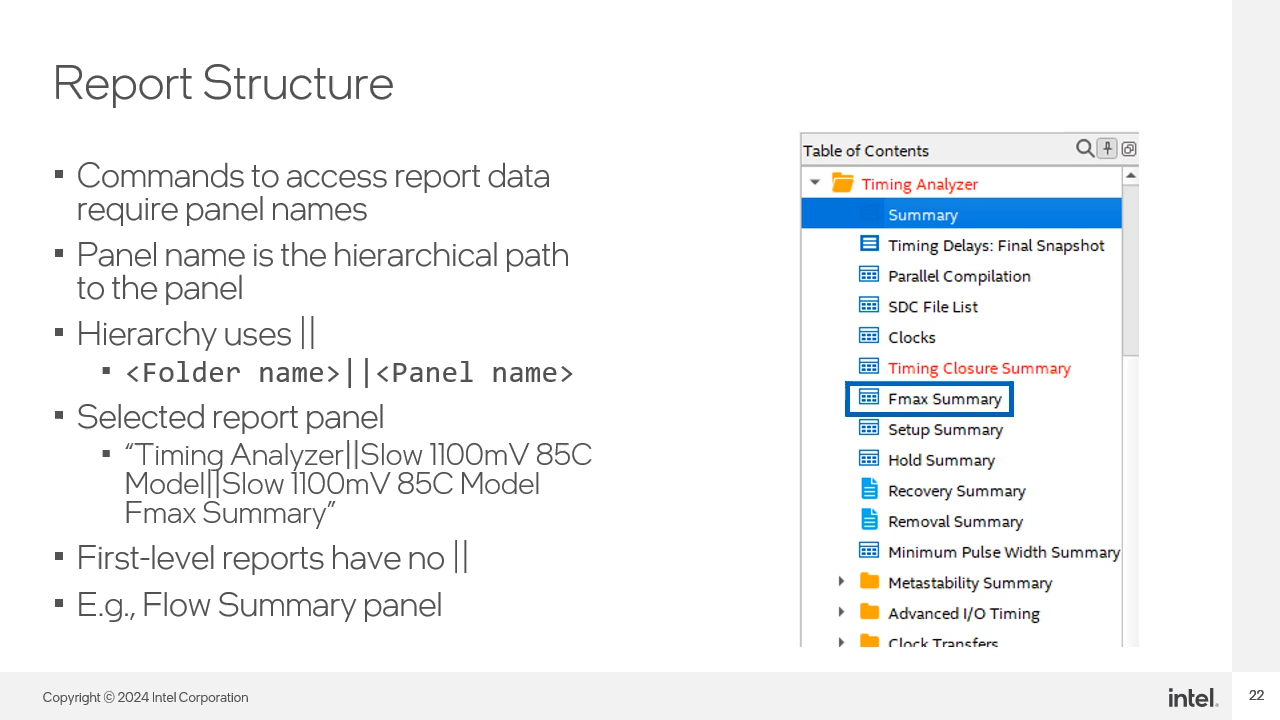 Report Structure
▪ Commands to access report data
require panel names
▪ Panel name is the hierarchical path
to the panel
▪ Hierarchy uses ||
▪ <Folder name>||<Panel name>
▪ Selected report panel
▪ “Timing Analyzer||Slow 1100mV 85C
Model||Slow 1100mV 85C Model
Fmax Summary”
▪ First-level reports have no ||
▪ E.g., Flow Summary panel
Table of Contents
Timing Analyzer
Summary
Timing Delays: Final Snapshot
Parallel Compilation
SDC File List
Clocks
Timing Closure Summary
Fmax Summary
Setup Summary
Hold Summary
Recovery Summary
Removal Summary
Minimum Pulse Width Summary
Metastability Summary
Advanced I/O Timing
Clock Transfers
Copyright © 2024 Intel Corporation
intel.
22